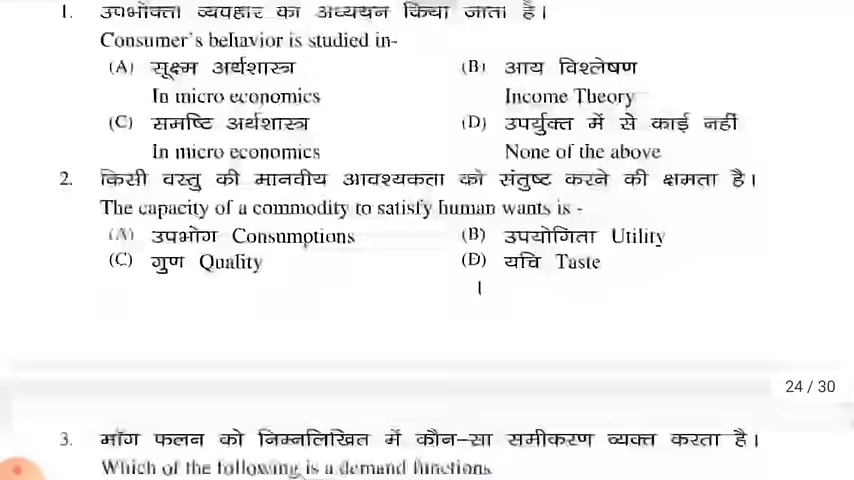 1. उपभोक्ता व्यवहार का अध्ययन किया जाता है।
Consumer's behavior is studied in-
(A) सूक्ष्म अर्थशास्त्र (B) आय विश्लेषण
In micro economics Income Theory
(C) समष्टि अर्थशास्त्र (D) उपर्युक्त में से काई नहीं
In micro economics None of the above
2. किसी वस्तु की मानवीय आवश्यकता को संतुष्ट करने की क्षमता है।
The capacity of a commodity to satisfy human wants is -
(A) उपभोग Consumptions (B) उपयोगिता Utility
(C) गुण Quality (D) यचि Taste
24 / 30
3. माँग फलन को निम्नलिखित में कौन-सा समीकरण व्यक्त करता है।
Which of the following is a demand functions